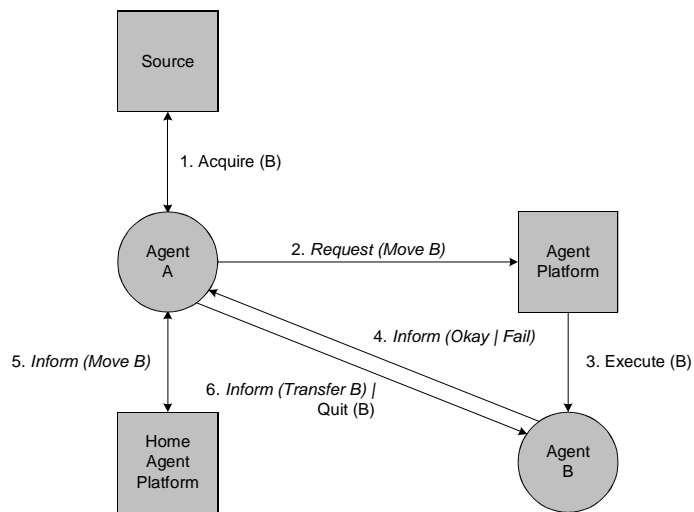 Source
1. Acquire (B)
Agent
A
2. Request (Move B)
Agent
Platform
4. Inform (Okay | Fail)
3. Execute (B)
5. Inform (Move B)
6. Inform (Transfer B) |
Quit (B)
Home
Agent
Platform
Agent
B